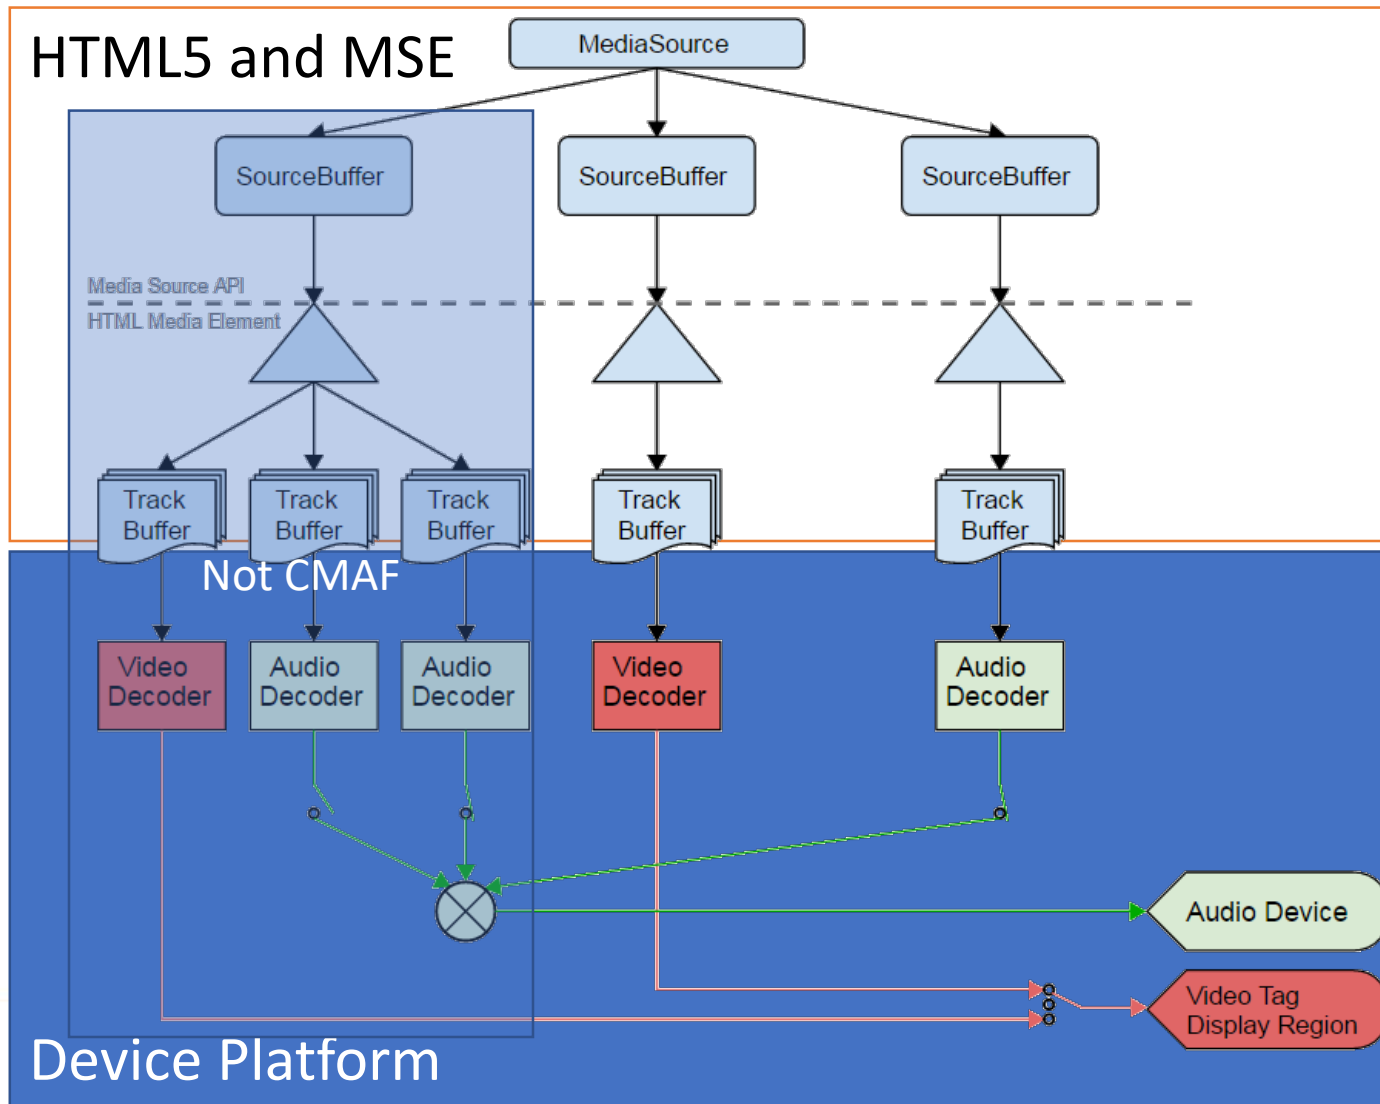 HTML5 and MSE
MediaSource
SourceBuffer
SourceBuffer
SourceBuffer
Media Source API
HTML Media Element
Track
Buffer
Track
Buffer
Track
Buffer
Track
Buffer
Track
Buffer
Not CMAF
Video
Decoder
Audio
Decoder
Audio
Decoder
Video
Decoder
Audio
Decoder
Audio Device
Video Tag
Display Region
Device Platform